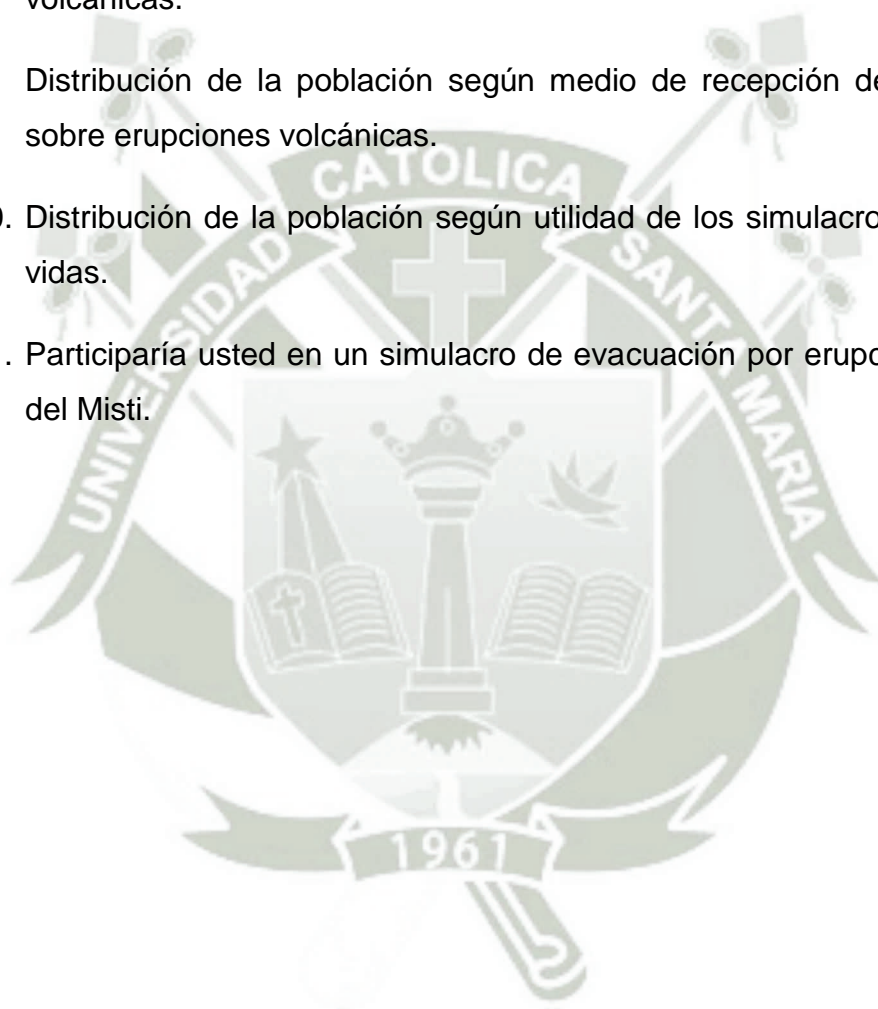 volcánicas.
Distribución de la población según medio de recepción de
sobre erupciones volcánicas.
. Distribución de la población según utilidad de los simulacro
vidas.
. Participaría usted en un simulacro de evacuación por erupc
del Misti.
UNIVERSIDAD CATOLICA SANTA MARIA
1961